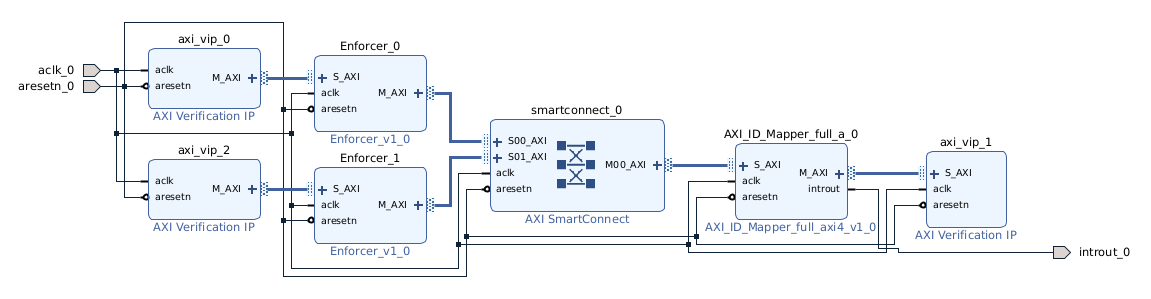 aclk_0
aresetn_0
axi_vip_0
aclk
aresetn
M_AXI
AXI Verification IP
axi_vip_2
aclk
aresetn
M_AXI
AXI Verification IP
Enforcer_0
S_AXI
aclk
aresetn
M_AXI
Enforcer_v1_0
Enforcer_1
S_AXI
aclk
aresetn
M_AXI
Enforcer_v1_0
smartconnect_0
S00_AXI
S01_AXI
aclk
aresetn
M00_AXI
AXI SmartConnect
AXI_ID_Mapper_full_a_0
S_AXI
aclk
aresetn
M_AXI
introut
AXI_ID_Mapper_full_axi4_v1_0
axi_vip_1
S_AXI
aclk
aresetn
AXI Verification IP
introut_0